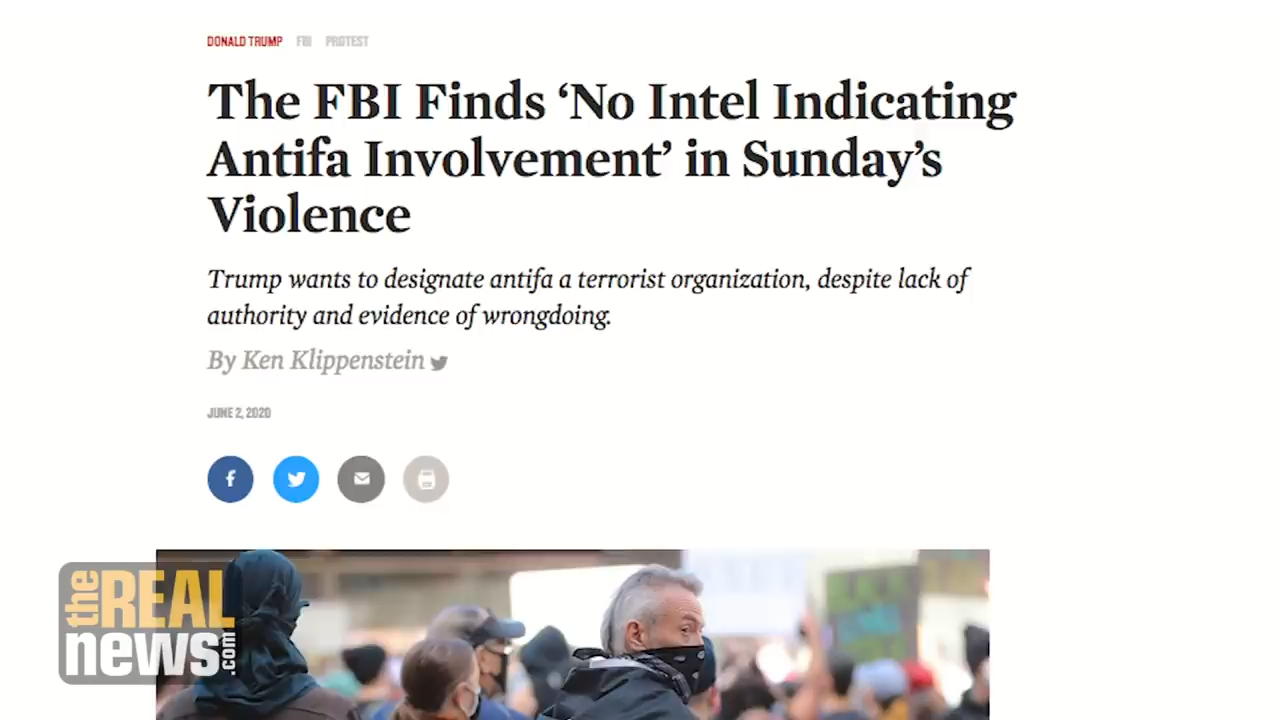 DONALD TRUMP FBI PROTEST
The FBI Finds ‘No Intel Indicating
Antifa Involvement’ in Sunday’s
Violence
Trump wants to designate antifa a terrorist organization, despite lack of
authority and evidence of wrongdoing.
By Ken Klippenstein
JUNE 2, 2020
f
the REAL
news.com